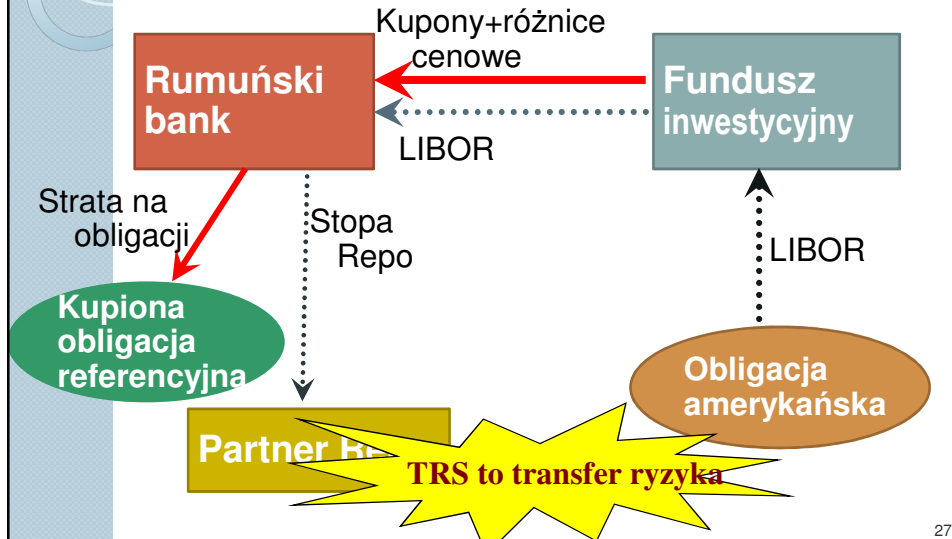 Kupony+różnice
cenowe
Rumuński
bank
Fundusz
inwestycyjny
LIBOR
Strata na
obligacji
Stopa
Repo
LIBOR
Kupiona
obligacja
referencyjna
Obligacja
amerykańska
Partner
TRS to transfer ryzyka
27